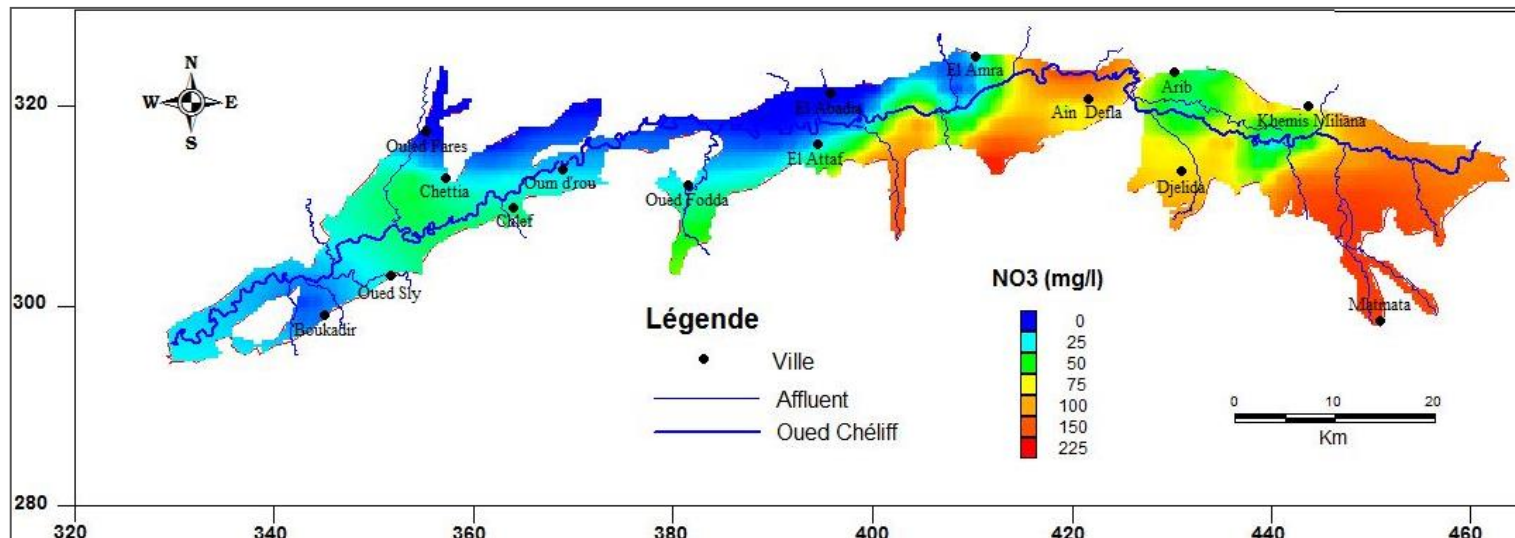 N
W E
S
320
300
280
320 340 360 380 400 420 440 460
El Amra
Arib
El Abadia
Ain Defla
Khemis Miliana
Ouled Fares
El Attaf
Chettia
Oum d'rou
Djelida
Oued Fodda
Chlef
Oued Sly
Boukadir
Matmata
Légende
Ville
Affluent
Oued Chéliff
NO3 (mg/l)
0
25
50
75
100
150
225
0 10 20
Km